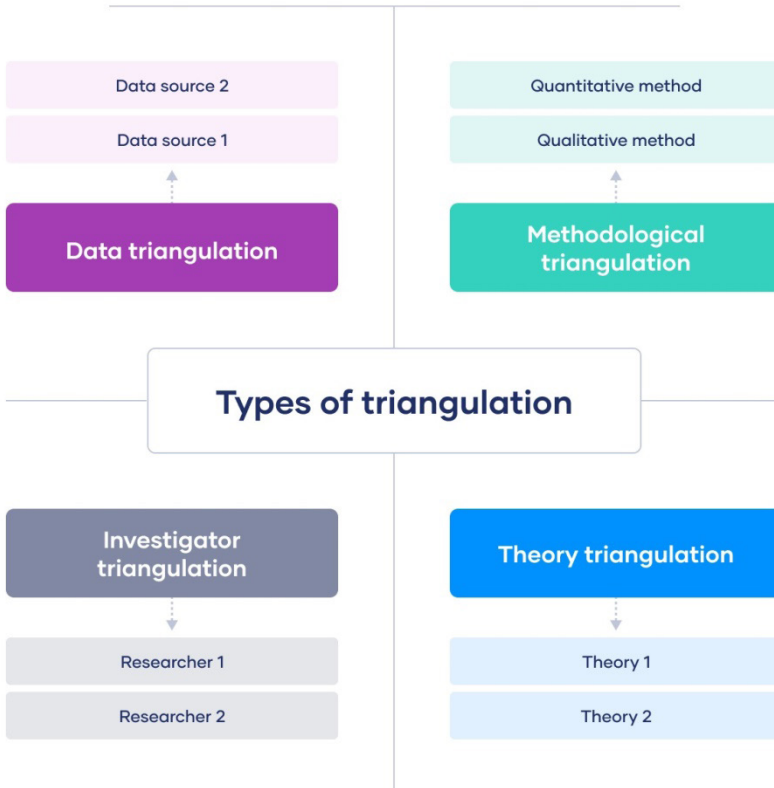 Data source 2
Data source 1
Data triangulation
Quantitative method
Qualitative method
Methodological
triangulation
Types of triangulation
Investigator
triangulation
Researcher 1
Researcher 2
Theory triangulation
Theory 1
Theory 2